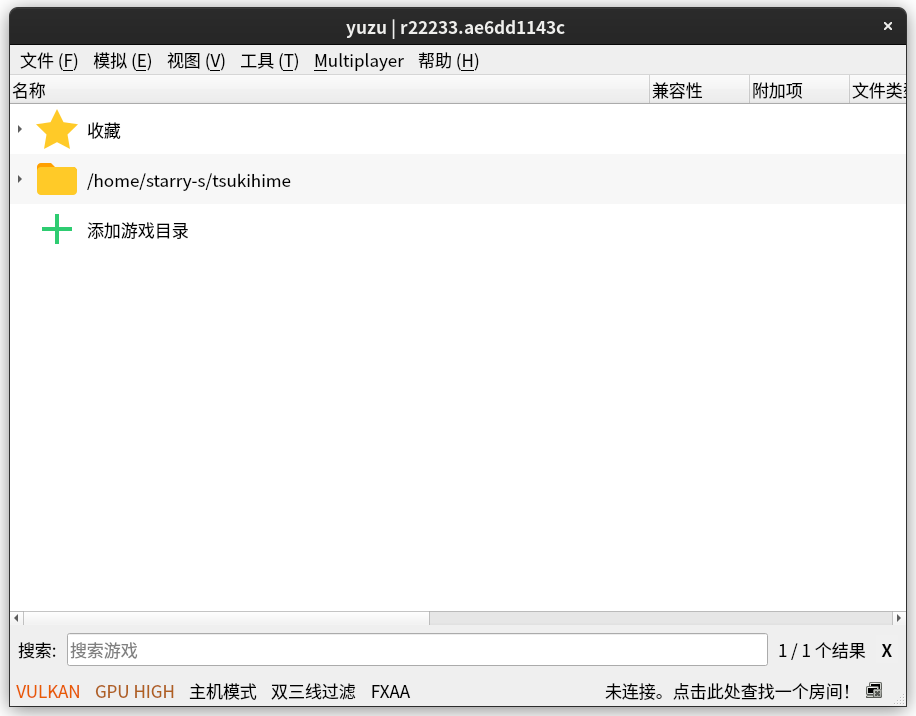 yuzu | r22233.ae6dd1143c
文件 (F) 模拟 (E) 视图 (V) 工具 (T) Multiplayer 帮助 (H)
名称 兼容性 附加项 文件类
收藏
/home/starry-s/tsukihime
添加游戏目录
搜索: 搜索游戏 1 / 1 个结果 X
VULKAN GPU HIGH 主机模式 双三线过滤 FXAA 未连接。点击此处查找一个房间!